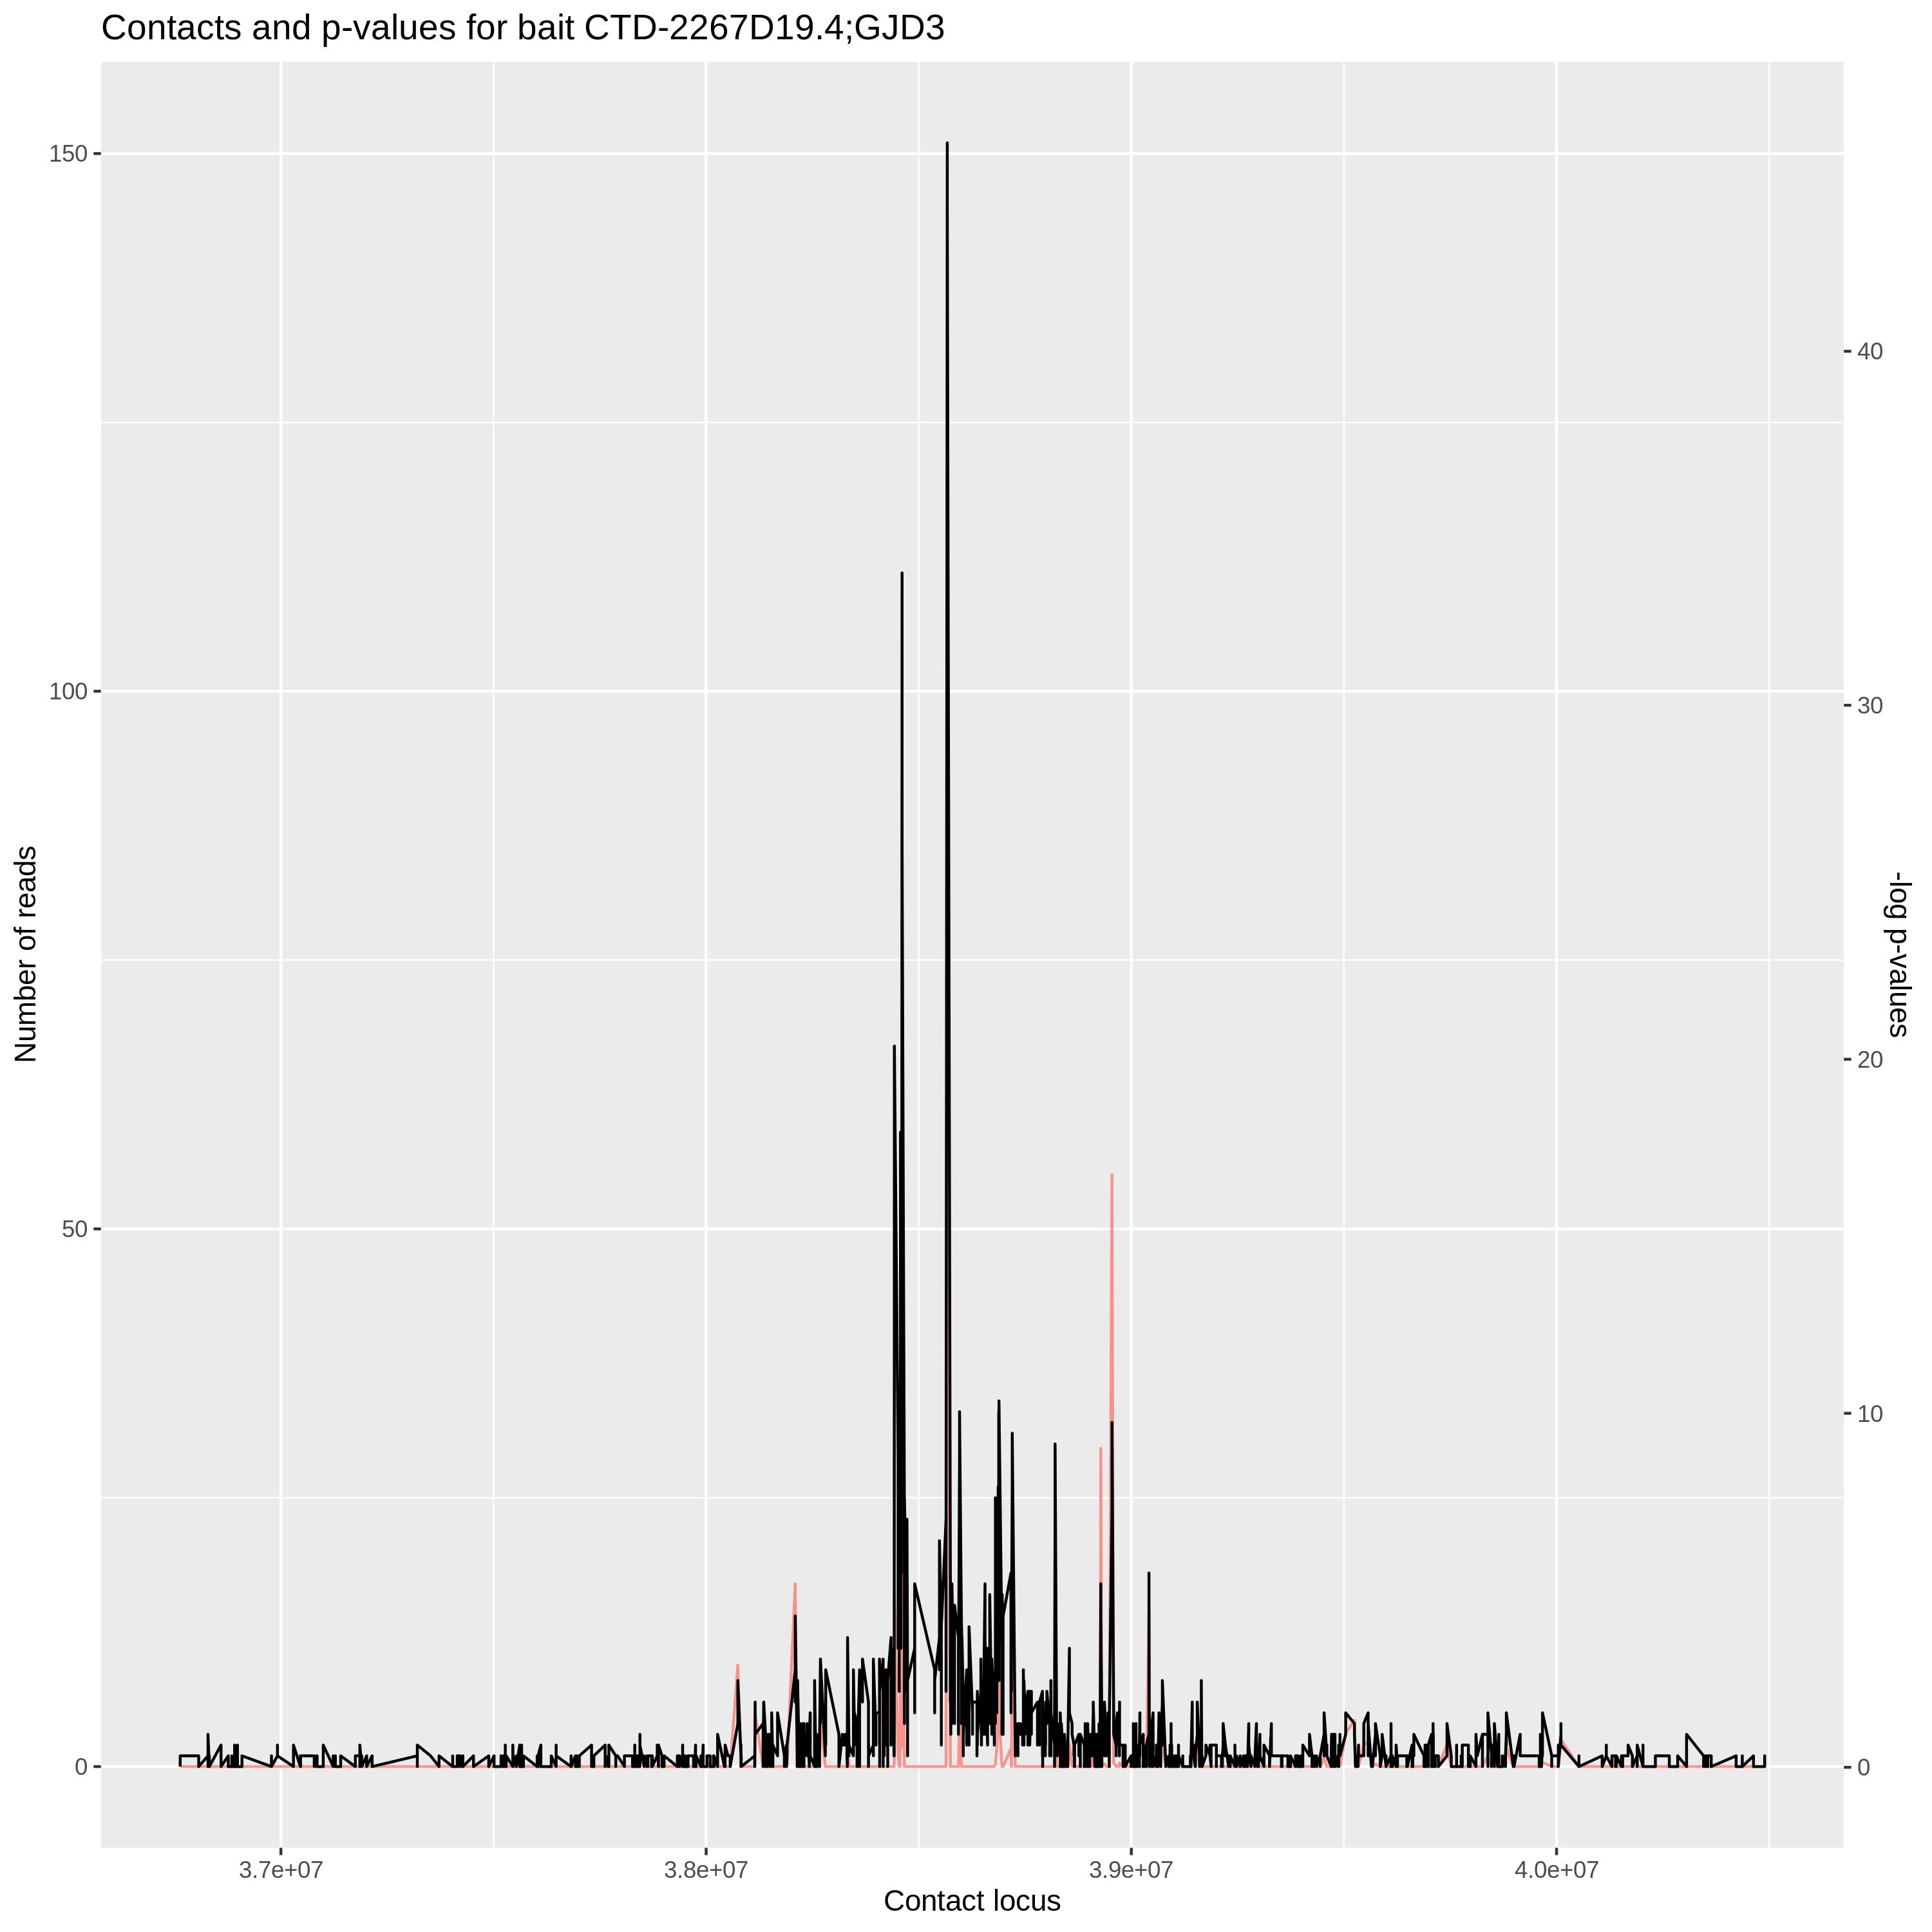 Contacts and p-values for bait CTD-2267D19.4;GJD3
150
100
50
0
Number of reads
40
30
20
10
0
-log p-values
3.7e+07
3.8e+07
3.9e+07
4.0e+07
Contact locus